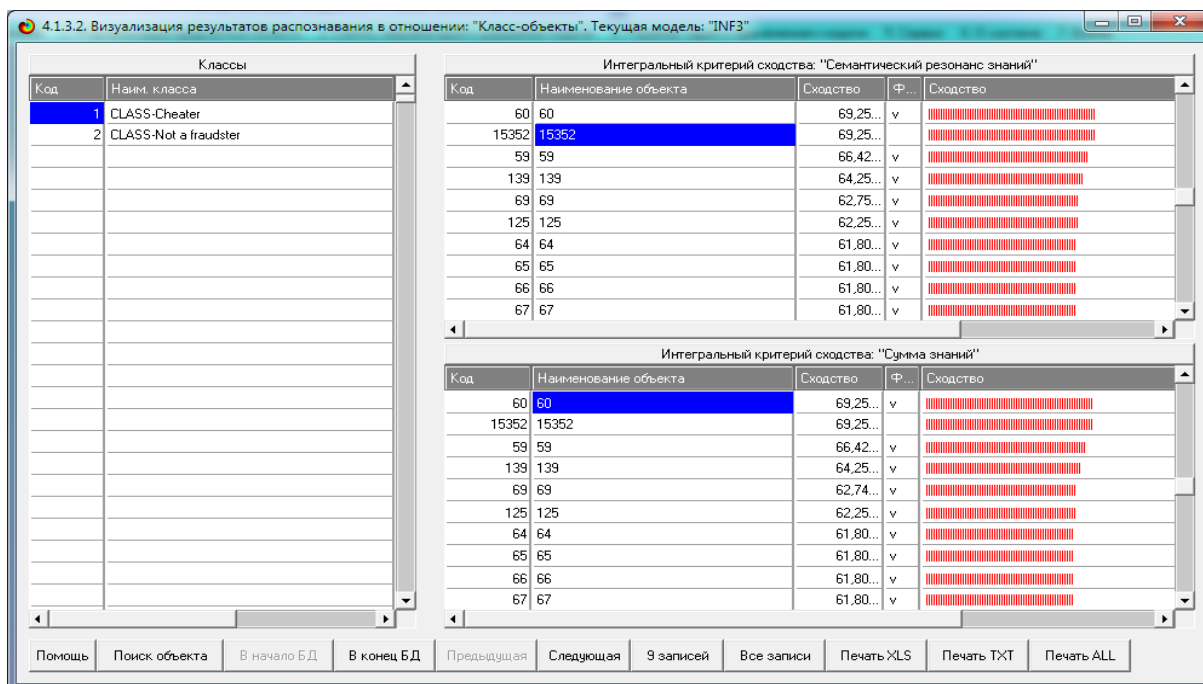 4.1.3.2. Визуализация результатов распознавания в отношении: "Класс-объекты". Текущая модель: "INF3"
Классы
Код Наим. класса
1 CLASS-Cheater
2 CLASS-Not a fraudster
Интегральный критерий сходства: "Семантический резонанс знаний"
Код Наименование объекта Сходство Ф... Сходство
60 60 69,25... v
15352 15352 69,25...
59 59 66,42... v
139 139 64,25... v
69 69 62,75... v
125 125 62,25... v
64 64 61,80... v
65 65 61,80... v
66 66 61,80... v
67 67 61,80... v
Интегральный критерий сходства: "Сумма знаний"
Код Наименование объекта Сходство Ф... Сходство
60 60 69,25... v
15352 15352 69,25...
59 59 66,42... v
139 139 64,25... v
69 69 62,74... v
125 125 62,25... v
64 64 61,80... v
65 65 61,80... v
66 66 61,80... v
67 67 61,80... v
Помощь Поиск объекта В начало БД В конец БД Предыдущая Следующая 9 записей Все записи Печать XLS Печать TXT Печать ALL